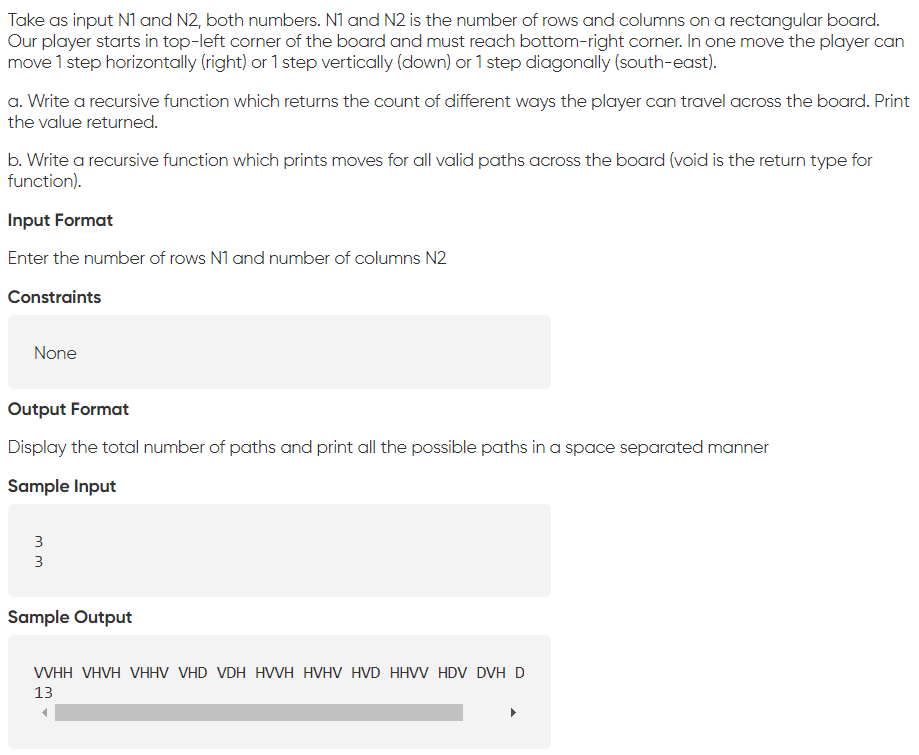 Take as input N1 and N2, both numbers. N1 and N2 is the number of rows and columns on a rectangular board.
Our player starts in top-left corner of the board and must reach bottom-right corner. In one move the player can
move 1 step horizontally (right) or 1 step vertically (down) or 1 step diagonally (south-east).
a. Write a recursive function which returns the count of different ways the player can travel across the board. Print
the value returned.
b. Write a recursive function which prints moves for all valid paths across the board (void is the return type for
function).
Input Format
Enter the number of rows N1 and number of columns N2
Constraints
None
Output Format
Display the total number of paths and print all the possible paths in a space separated manner
Sample Input
3
3
Sample Output
VVHH VHVH VHHV VHD VDH HVVH HVHV HVD HHVV HDV DVH D
13